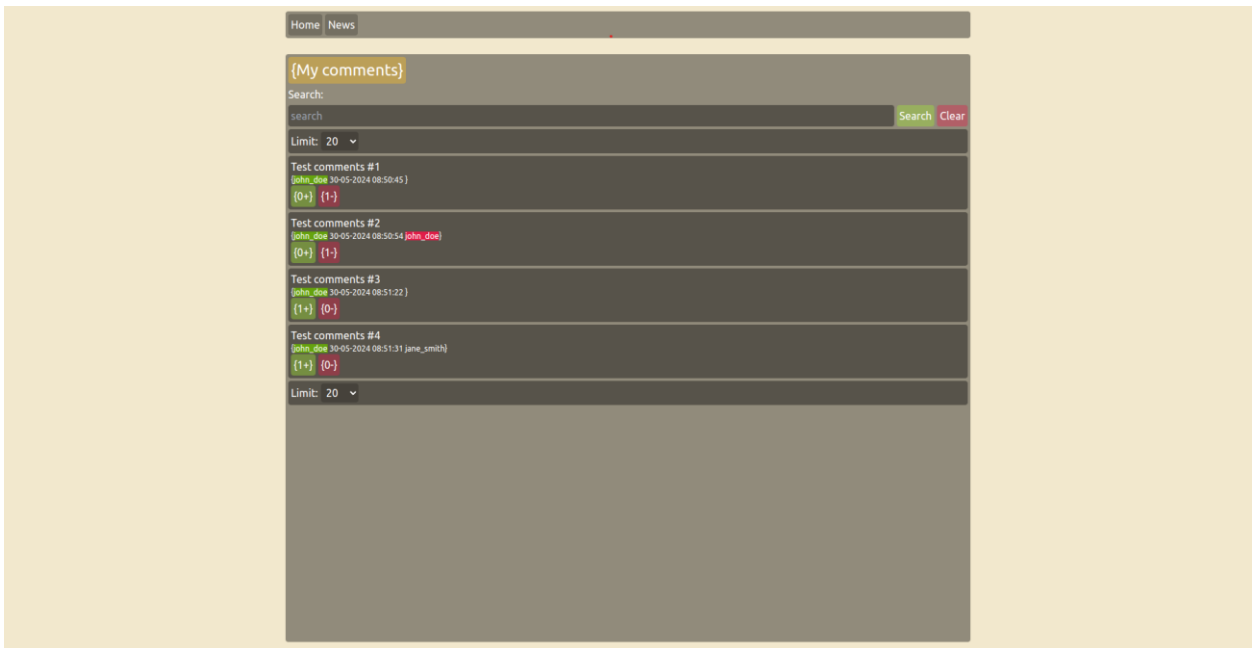 Home News
{My comments}
Search:
search Search Clear
Limit: 20
Test comments #1
{john_doe 30-05-2024 08:50:45 }
{0+} {1-}
Test comments #2
{john_doe 30-05-2024 08:50:54 john_doe}
{0+} {1-}
Test comments #3
{john_doe 30-05-2024 08:51:22 }
{1+} {0-}
Test comments #4
{john_doe 30-05-2024 08:51:31 jane_smith}
{1+} {0-}
Limit: 20